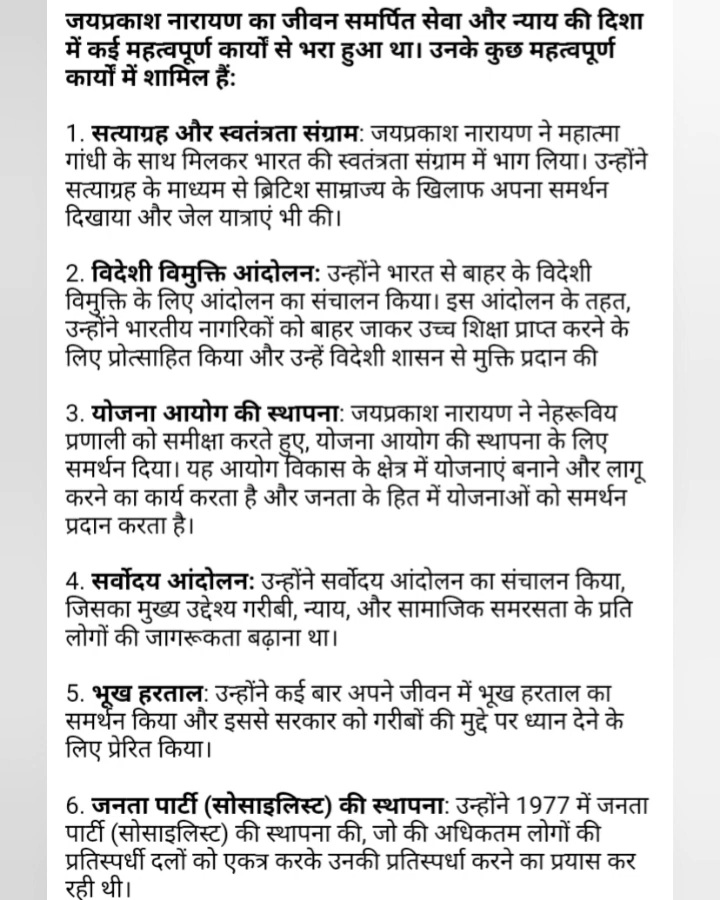 जयप्रकाश नारायण का जीवन समर्पित सेवा और न्याय की दिशा
में कई महत्वपूर्ण कार्यों से भरा हुआ था। उनके कुछ महत्वपूर्ण
कार्यों में शामिल हैं:
1. सत्याग्रह और स्वतंत्रता संग्राम: जयप्रकाश नारायण ने महात्मा
गांधी के साथ मिलकर भारत की स्वतंत्रता संग्राम में भाग लिया। उन्होंने
सत्याग्रह के माध्यम से ब्रिटिश साम्राज्य के खिलाफ अपना समर्थन
दिखाया और जेल यात्राएं भी की।
2. विदेशी विमुक्ति आंदोलन: उन्होंने भारत से बाहर के विदेशी
विमुक्ति के लिए आंदोलन का संचालन किया। इस आंदोलन के तहत,
उन्होंने भारतीय नागरिकों को बाहर जाकर उच्च शिक्षा प्राप्त करने के
लिए प्रोत्साहित किया और उन्हें विदेशी शासन से मुक्ति प्रदान की
3. योजना आयोग की स्थापना: जयप्रकाश नारायण ने नेहरूविय
प्रणाली को समीक्षा करते हुए, योजना आयोग की स्थापना के लिए
समर्थन दिया। यह आयोग विकास के क्षेत्र में योजनाएं बनाने और लागू
करने का कार्य करता है और जनता के हित में योजनाओं को समर्थन
प्रदान करता है।
4. सर्वोदय आंदोलन: उन्होंने सर्वोदय आंदोलन का संचालन किया,
जिसका मुख्य उद्देश्य गरीबी, न्याय, और सामाजिक समरसता के प्रति
लोगों की जागरूकता बढ़ाना था।
5. भूख हरताल: उन्होंने कई बार अपने जीवन में भूख हरताल का
समर्थन किया और इससे सरकार को गरीबों की मुद्दे पर ध्यान देने के
लिए प्रेरित किया।
6. जनता पार्टी (सोसाइलिस्ट) की स्थापना: उन्होंने 1977 में जनता
पार्टी (सोसाइलिस्ट) की स्थापना की, जो की अधिकतम लोगों की
प्रतिस्पर्धी दलों को एकत्र करके उनकी प्रतिस्पर्धा करने का प्रयास कर
रही थी।